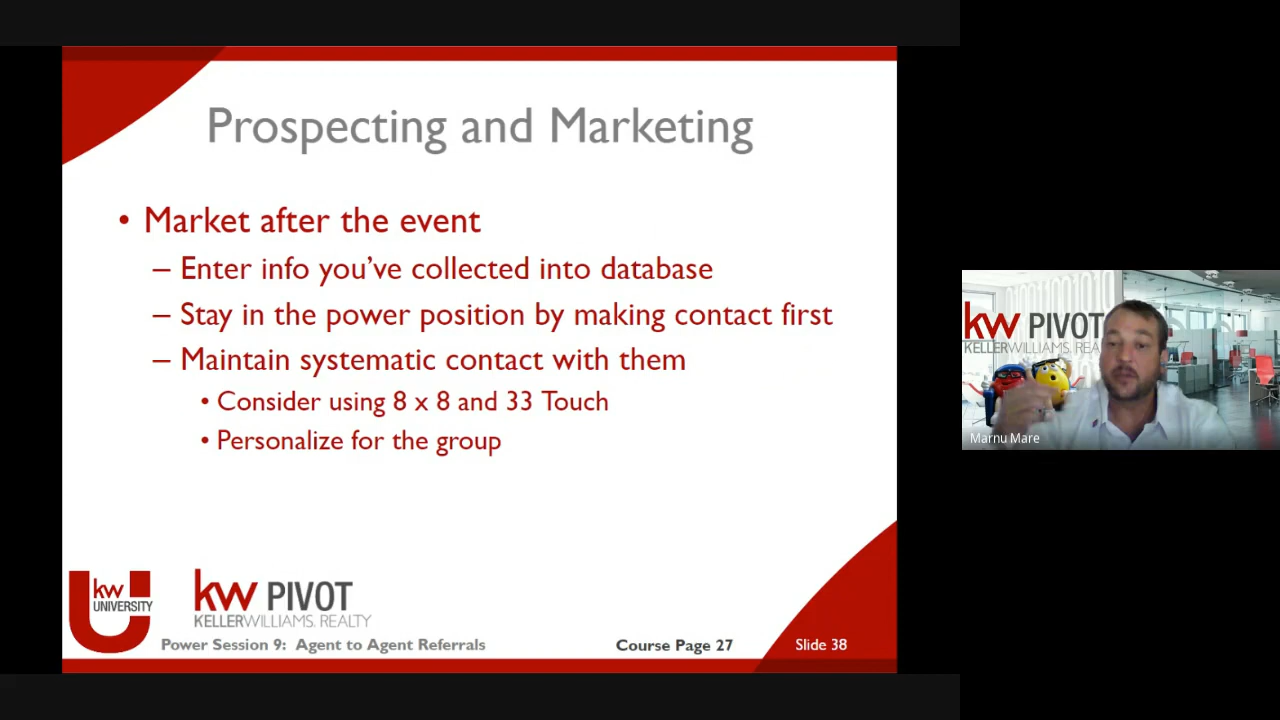 Prospecting and Marketing
• Market after the event
– Enter info you’ve collected into database
– Stay in the power position by making contact first
– Maintain systematic contact with them
• Consider using 8 x 8 and 33 Touch
• Personalize for the group
kw
UNIVERSITY
kw PIVOT
KELLERWILLIAMS. REALTY
Power Session 9: Agent to Agent Referrals
Course Page 27
Slide 38
kw PIVOT
KELLERWILLIAMS. REA
Marnu Mare